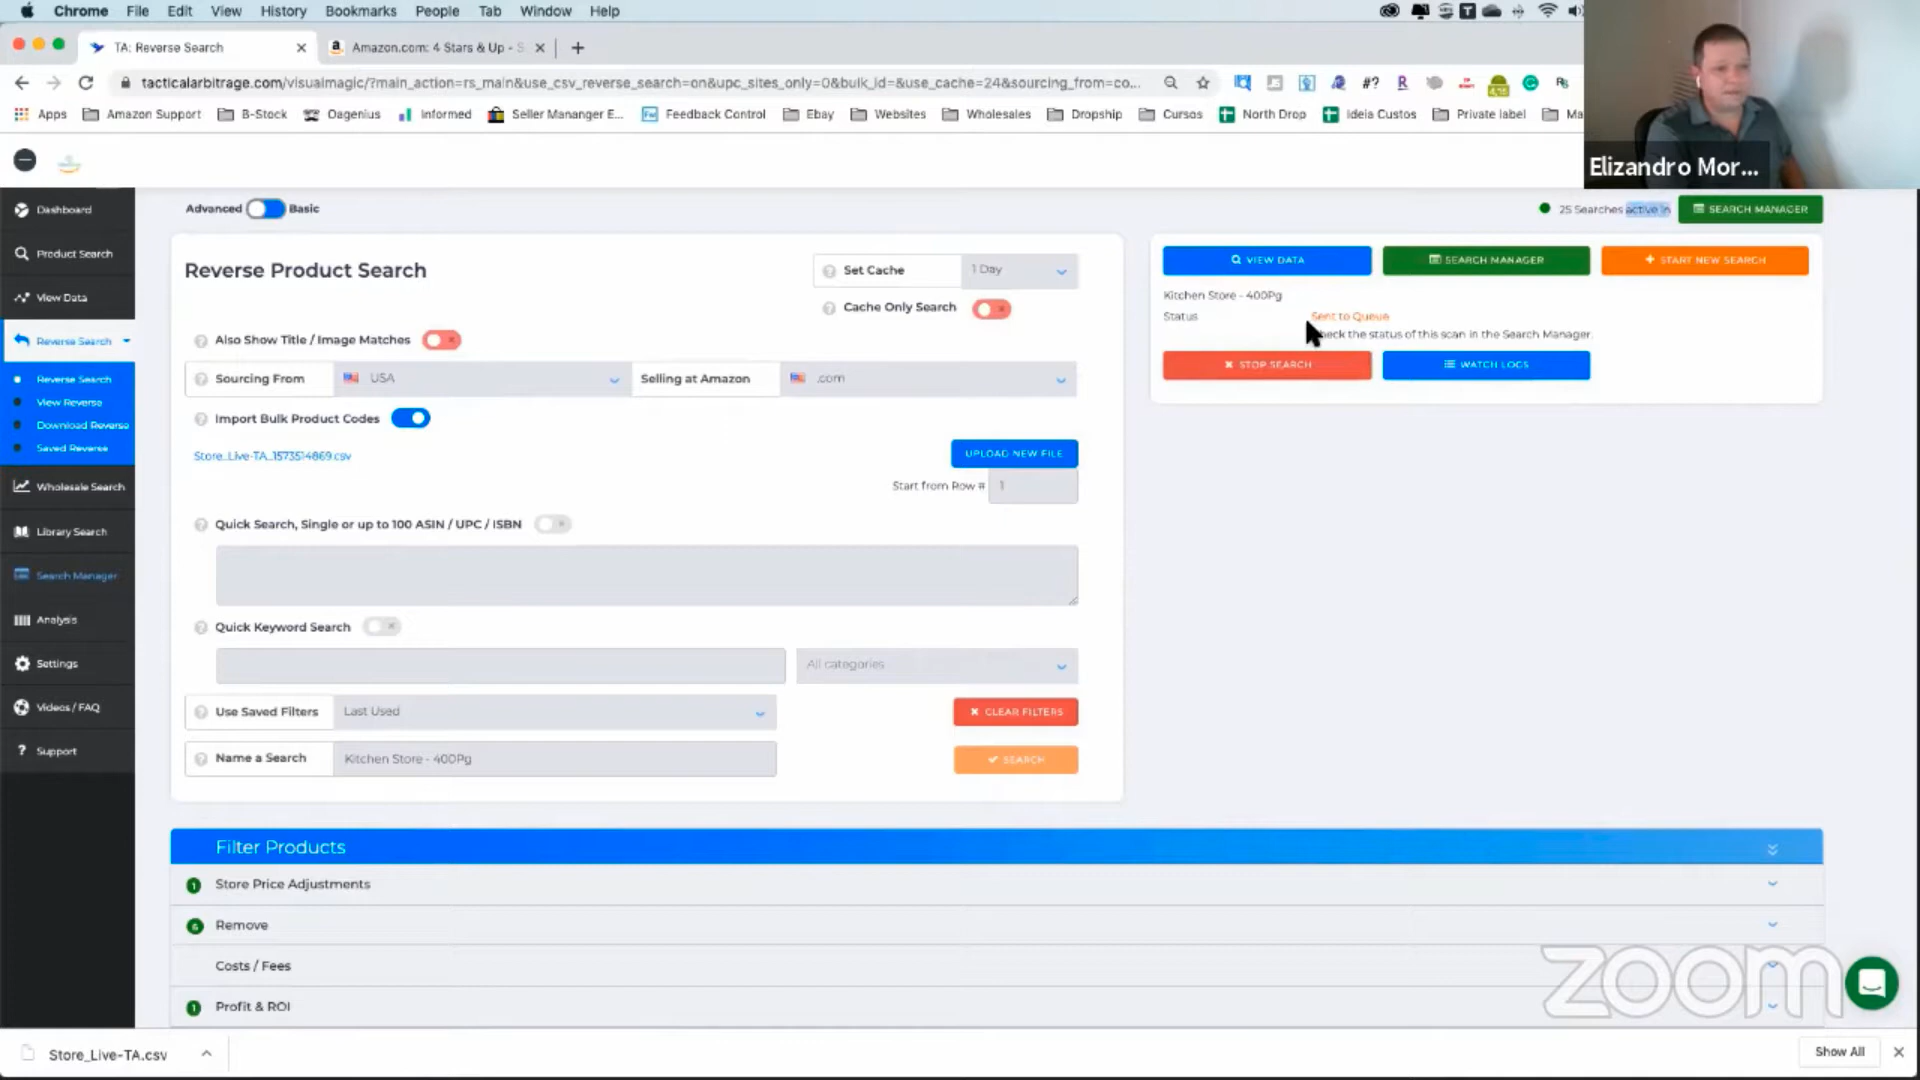 Chrome File Edit View History Bookmarks People Tab Window Help
TA: Reverse Search
Amazon.com: 4 Stars & Up - S
tacticalarbitrage.com/visualmagic/?main_action=rs_main&use_csv_reverse_search=on&upc_sites_only=0&bulk_id=&use_cache=24&sourcing_from=co...
Apps Amazon Support B-Stock Oagenius Informed Seller Mananger E... Feedback Control Ebay Websites Wholesales Dropship Cursos North Drop Ideia Custos Private label Ma
Elizandro Mor...
Dashboard
Product Search
View Data
Reverse Search
Reverse Search
View Reverse
Download Reverse
Saved Reverse
Wholesale Search
Library Search
Search Manager
Analysis
Settings
Videos / FAQ
Support
Advanced Basic
25 Searches active in SEARCH MANAGER
Reverse Product Search
Set Cache 1 Day
Cache Only Search
Also Show Title / Image Matches
Sourcing From USA Selling at Amazon .com
Import Bulk Product Codes
Store_Live-TA_1573514869.csv
UPLOAD NEW FILE
Start from Row # 1
Quick Search, Single or up to 100 ASIN / UPC / ISBN
Quick Keyword Search
All categories
Use Saved Filters Last Used
CLEAR FILTERS
Name a Search Kitchen Store - 400Pg
SEARCH
VIEW DATA SEARCH MANAGER START NEW SEARCH
Kitchen Store - 400Pg
Status Sent to Queue
heck the status of this scan in the Search Manager.
STOP SEARCH WATCH LOGS
Filter Products
1 Store Price Adjustments
6 Remove
Costs / Fees
1 Profit & ROI
zoom
Store_Live-TA.csv
Show All